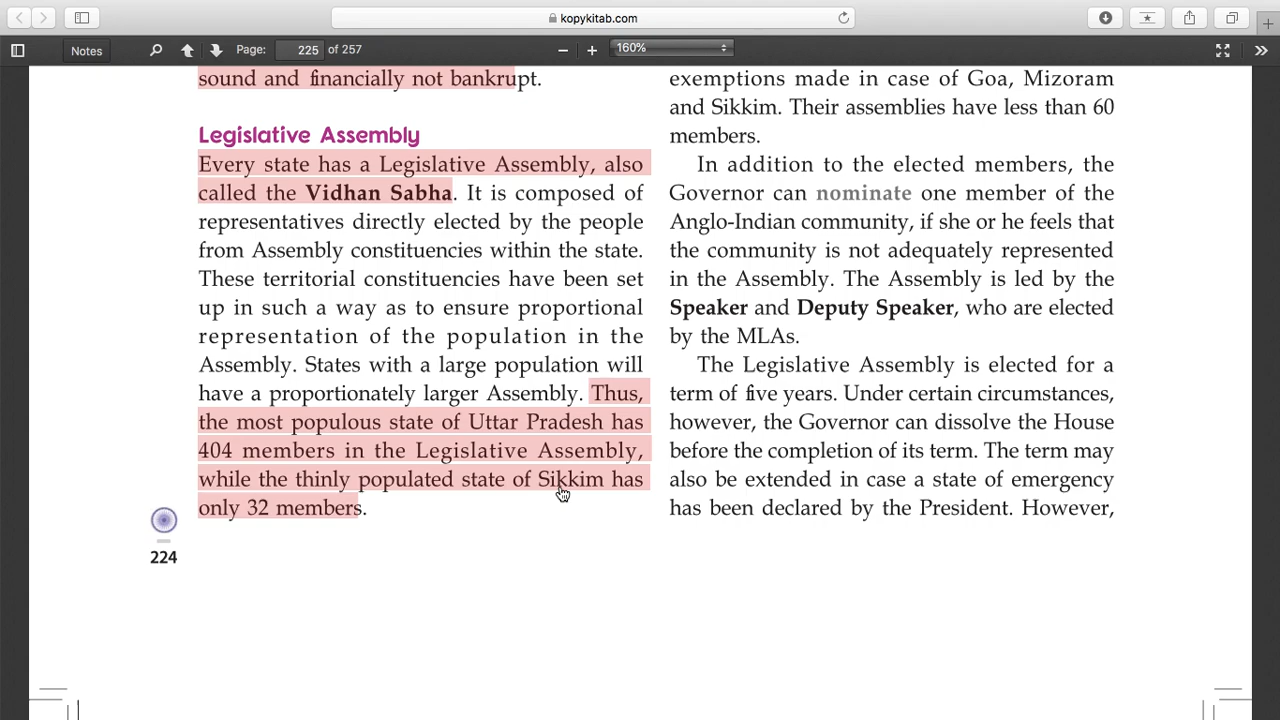 kopykitab.com
Notes
Page:
225
of 257
160%
sound and financially not bankrupt.
Legislative Assembly
Every state has a Legislative Assembly, also
called the Vidhan Sabha. It is composed of
representatives directly elected by the people
from Assembly constituencies within the state.
These territorial constituencies have been set
up in such a way as to ensure proportional
representation of the population in the
Assembly. States with a large population will
have a proportionately larger Assembly. Thus,
the most populous state of Uttar Pradesh has
404 members in the Legislative Assembly,
while the thinly populated state of Sikkim has
only 32 members.
224
exemptions made in case of Goa, Mizoram
and Sikkim. Their assemblies have less than 60
members.
In addition to the elected members, the
Governor can nominate one member of the
Anglo-Indian community, if she or he feels that
the community is not adequately represented
in the Assembly. The Assembly is led by the
Speaker and Deputy Speaker, who are elected
by the MLAs.
The Legislative Assembly is elected for a
term of five years. Under certain circumstances,
however, the Governor can dissolve the House
before the completion of its term. The term may
also be extended in case a state of emergency
has been declared by the President. However,